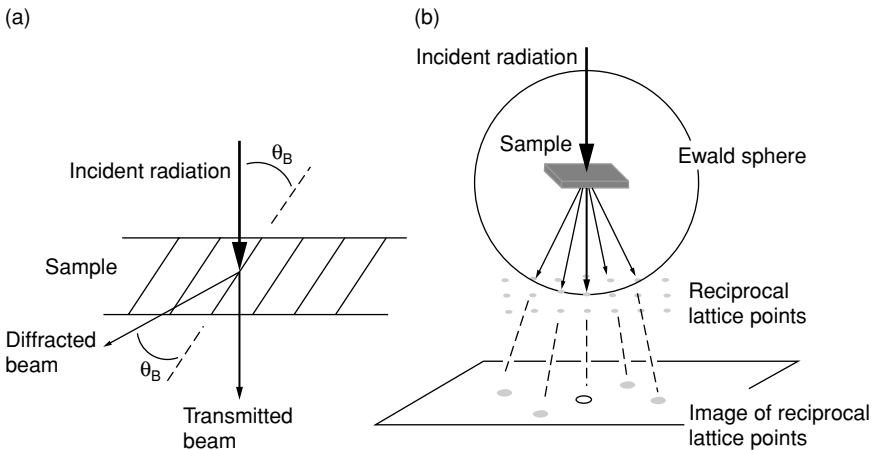 (a)
Incident radiation
θB
Sample
Diffracted
beam
θB
Transmitted
beam
(b)
Incident radiation
Sample
Ewald sphere
Reciprocal
lattice points
Image of reciprocal
lattice points